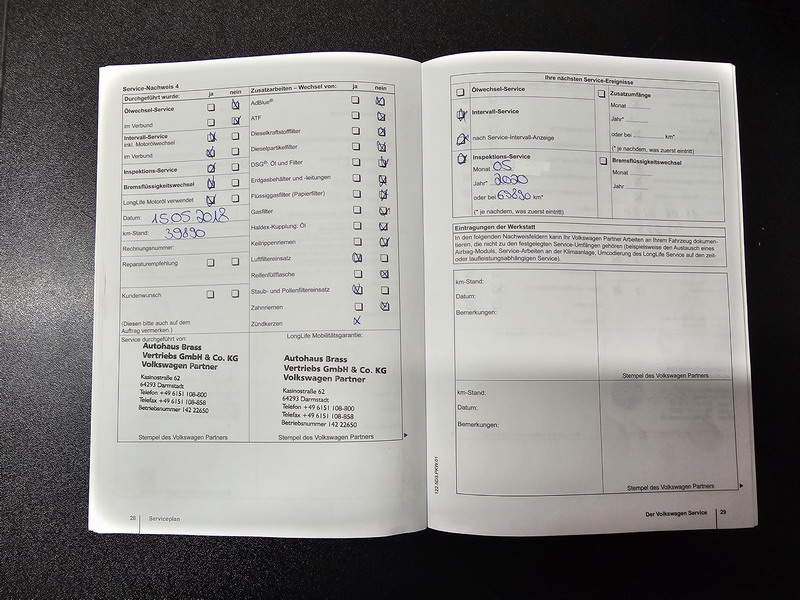 Service-Nachweis 4
Durchgeführt wurde: ja nein
Ölwechsel-Service
im Verbund
Intervall-Service
inkl. Motorölwechsel
im Verbund
Inspektions-Service
Bremsflüssigkeitswechsel
LongLife Motoröl verwendet
Datum: 15.05.2018
km-Stand: 39890
Rechnungsnummer:
Reparaturempfehlung
Kundenwunsch
(Diesen bitte auch auf dem
Auftrag vermerken.)
Service durchgeführt von:
Autohaus Brass
Vertriebs GmbH & Co. KG
Volkswagen Partner
Kasinostraße 62
64293 Darmstadt
Telefon +49 6151 108-800
Telefax +49 6151 108-858
Betriebsnummer 142 22650
Stempel des Volkswagen Partners
Zusatzarbeiten – Wechsel von: ja nein
AdBlue®
ATF
Dieselkraftstofffilter
Dieselpartikelfilter
DSG®: Öl und Filter
Erdgasbehälter und -leitungen
Flüssiggasfilter (Papierfilter)
Gasfilter
Haldex-Kupplung: Öl
Keilrippenriemen
Luftfiltereinsatz
Reifenfüllflasche
Staub- und Pollenfiltereinsatz
Zahnriemen
Zündkerzen X
LongLife Mobilitätsgarantie:
Autohaus Brass
Vertriebs GmbH & Co. KG
Volkswagen Partner
Kasinostraße 62
64293 Darmstadt
Telefon +49 6151 108-800
Telefax +49 6151 108-858
Betriebsnummer 142 22650
Stempel des Volkswagen Partners
28 Serviceplan
Ihre nächsten Service-Ereignisse
Ölwechsel-Service
Intervall-Service
nach Service-Intervall-Anzeige
Inspektions-Service
Monat 05
Jahr* 2020
oder bei 69890 km*
(* je nachdem, was zuerst eintritt)
Zusatzumfänge
Monat
Jahr*
oder bei km*
(* je nachdem, was zuerst eintritt)
Bremsflüssigkeitswechsel
Monat
Jahr
Eintragungen der Werkstatt
In den folgenden Nachweisfeldern kann Ihr Volkswagen Partner Arbeiten an Ihrem Fahrzeug dokumen-
tieren, die nicht zu den festgelegten Service-Umfängen gehören (beispielsweise den Austausch eines
Airbag-Moduls, Service-Arbeiten an der Klimaanlage, Umcodierung des LongLife Service auf den zeit-
oder laufleistungsabhängigen Service).
km-Stand:
Datum:
Bemerkungen:
Stempel des Volkswagen Partners
km-Stand:
Datum:
Bemerkungen:
Stempel des Volkswagen Partners
122.5D3.PKW.01
Der Volkswagen Service 29